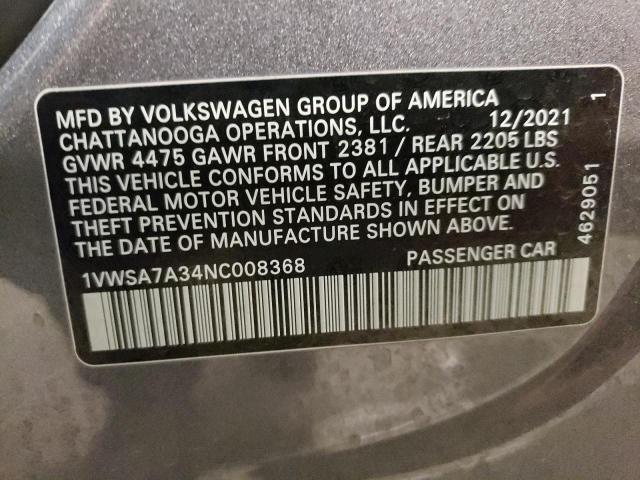 MFD BY VOLKSWAGEN GROUP OF AMERICA
CHATTANOOGA OPERATIONS, LLC. 12/2021
GVWR 4475 GAWR FRONT 2381 / REAR 2205 LBS
THIS VEHICLE CONFORMS TO ALL APPLICABLE U.S.
FEDERAL MOTOR VEHICLE SAFETY, BUMPER AND
THEFT PREVENTION STANDARDS IN EFFECT ON
THE DATE OF MANUFACTURE SHOWN ABOVE.
1VWSA7A34NC008368 PASSENGER CAR
4629051 1